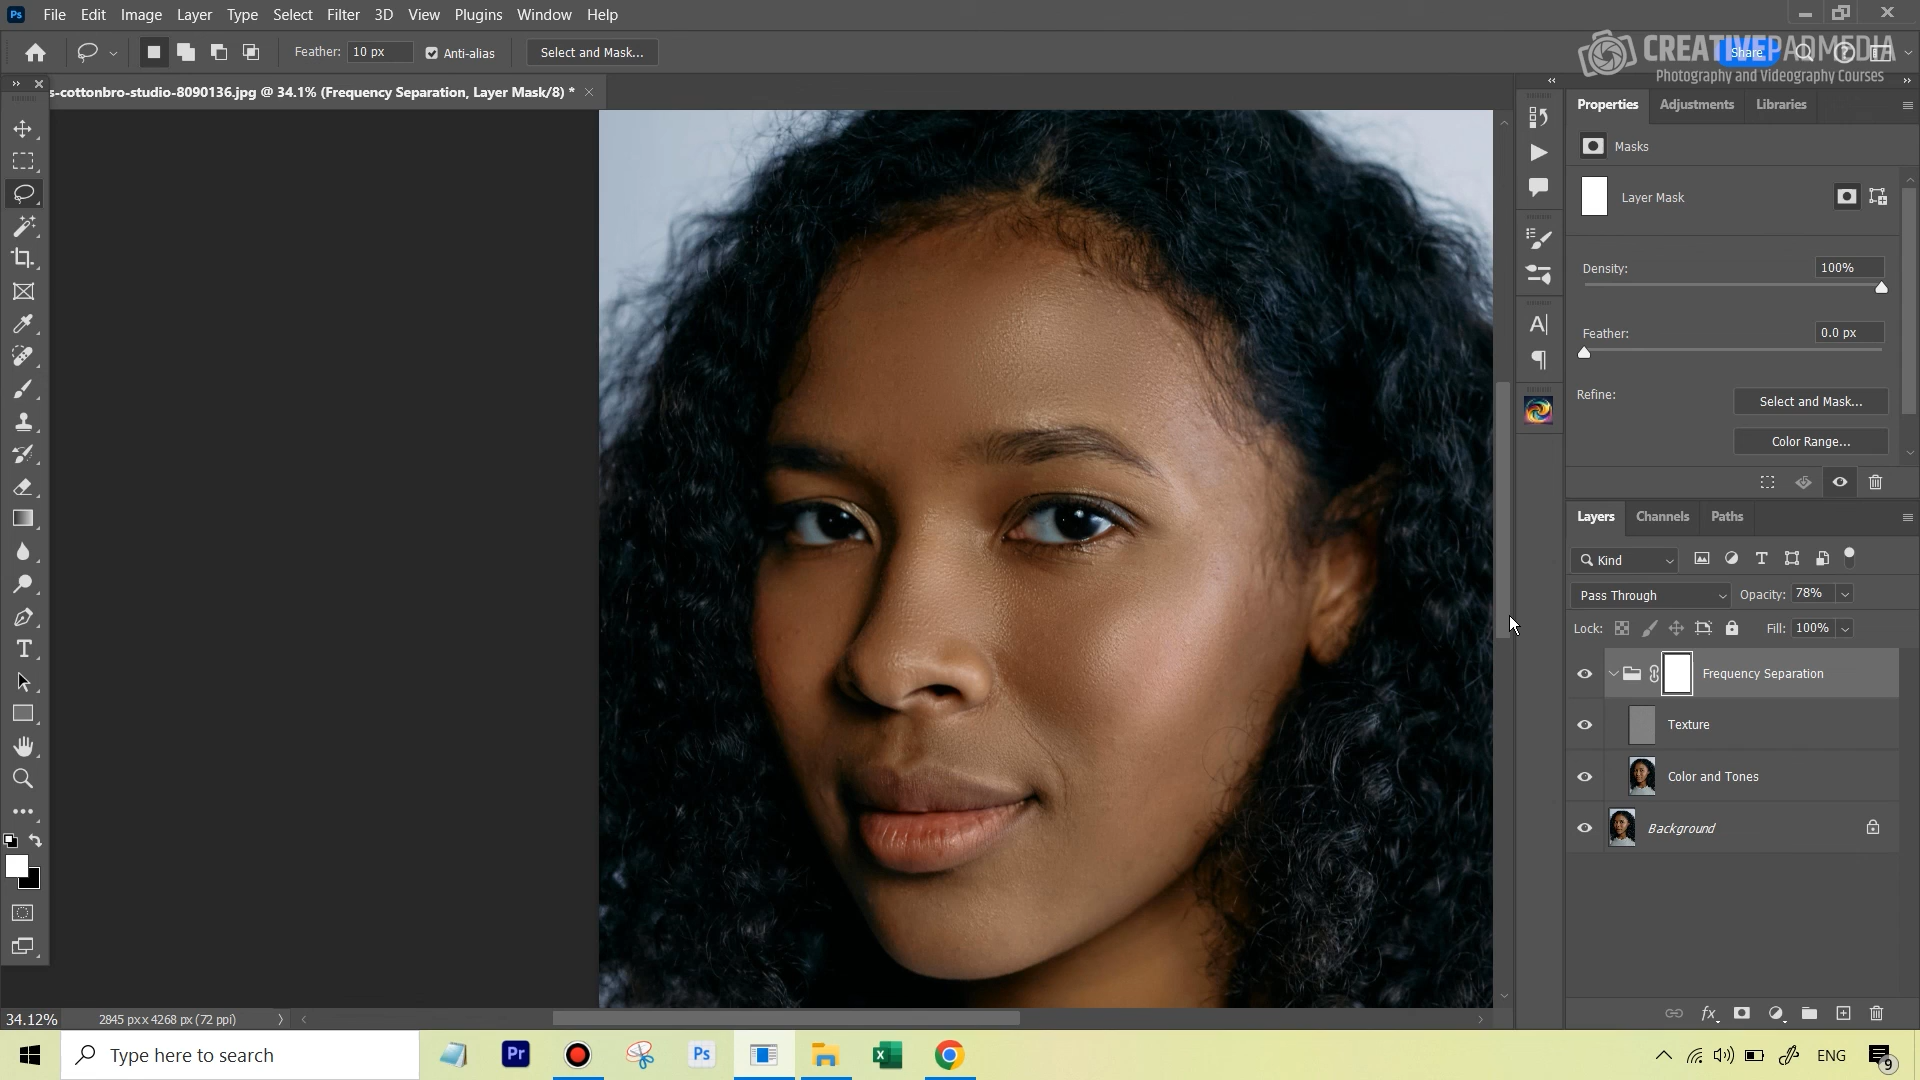 Ps File Edit Image Layer Type Select Filter 3D View Plugins Window Help
Feather: 10 px Anti-alias Select and Mask...
Share
CREATIVEPADMEDIA
Photography and Videography Courses
s-cottonbro-studio-8090136.jpg @ 34.1% (Frequency Separation, Layer Mask/8) *
Properties Adjustments Libraries
Masks
Layer Mask
Density: 100%
Feather: 0.0 px
Refine: Select and Mask...
Color Range...
Layers Channels Paths
Kind
Pass Through Opacity: 78%
Lock: Fill: 100%
Frequency Separation
Texture
Color and Tones
Background
34.12% 2845 px x 4268 px (72 ppi)
Type here to search
Pr
Ps
ENG
9